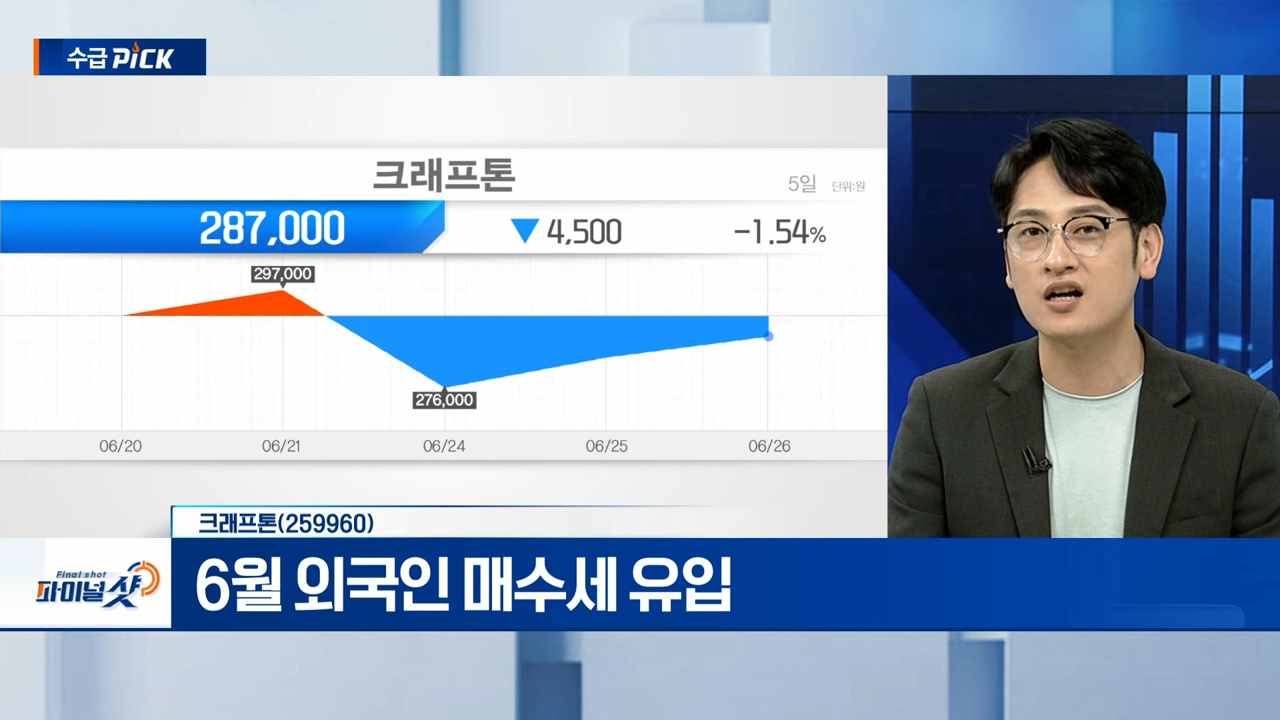 수급 PICK
크래프톤
5일 단위:원
287,000 ▼ 4,500 -1.54%
297,000
276,000
06/20 06/21 06/24 06/25 06/26
크래프톤(259960)
Final shot
파이널샷
6월 외국인 매수세 유입